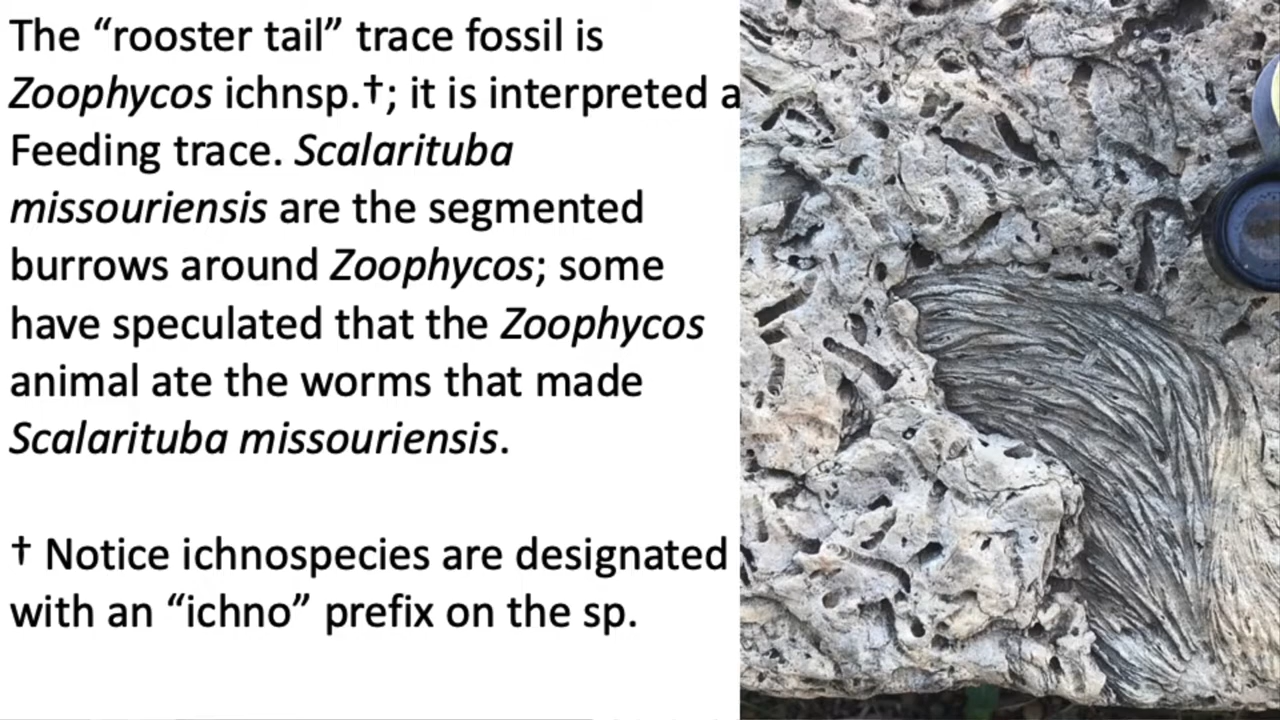 The “rooster tail” trace fossil is
Zoophycos ichnsp.†; it is interpreted a
Feeding trace. Scalarituba
missouriensis are the segmented
burrows around Zoophycos; some
have speculated that the Zoophycos
animal ate the worms that made
Scalarituba missouriensis.
† Notice ichnospecies are designated
with an “ichno” prefix on the sp.